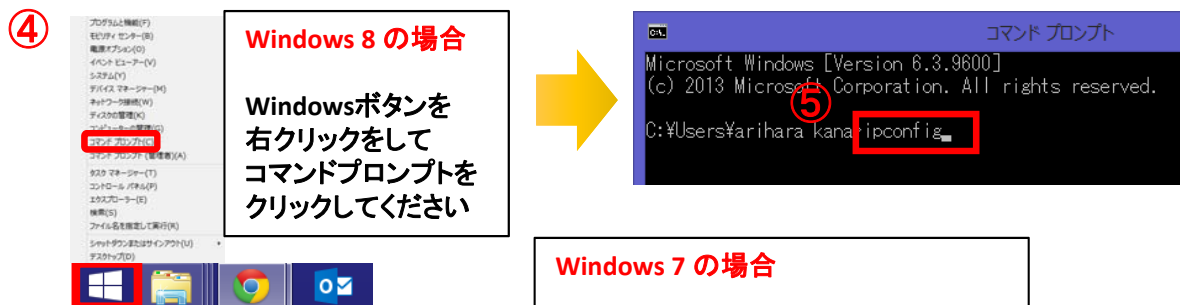 ④
プログラムと機能(F)
モビリティ センター(B)
電源オプション(O)
イベント ビューアー(V)
システム(Y)
デバイス マネージャー(M)
ネットワーク接続(W)
ディスクの管理(K)
コンピューターの管理(G)
コマンド プロンプト(C)
コマンド プロンプト (管理者)(A)
タスク マネージャー(T)
コントロール パネル(P)
エクスプローラー(E)
検索(S)
ファイル名を指定して実行(R)
シャットダウンまたはサインアウト(U)
デスクトップ(D)
Windows 8 の場合
Windowsボタンを
右クリックをして
コマンドプロンプトを
クリックしてください
コマンド プロンプト
Microsoft Windows [Version 6.3.9600]
(c) 2013 Microsoft Corporation. All rights reserved.
⑤
C:¥Users¥arihara kana ipconfig
Windows 7 の場合